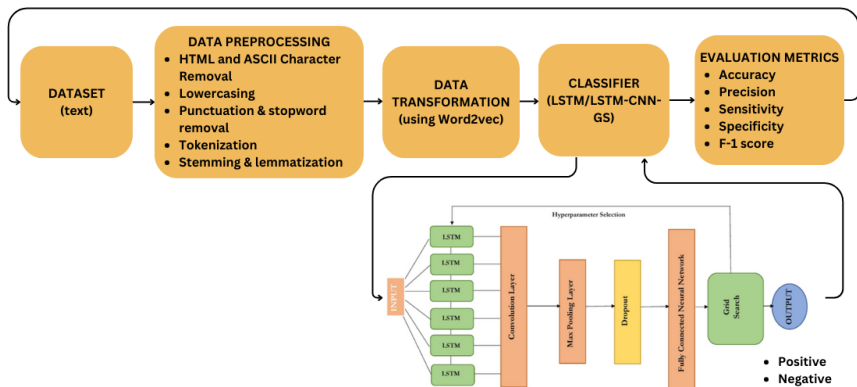 DATASET
(text)
DATA PREPROCESSING
• HTML and ASCII Character
Removal
• Lowercasing
• Punctuation & stopword
removal
• Tokenization
• Stemming & lemmatization
DATA
TRANSFORMATION
(using Word2vec)
CLASSIFIER
(LSTM/LSTM-CNN-
GS)
EVALUATION METRICS
• Accuracy
• Precision
• Sensitivity
• Specificity
• F-1 score
Hyperparameter Selection
INPUT
LSTM
LSTM
LSTM
LSTM
LSTM
LSTM
Convolution Layer
Max Pooling Layer
Dropout
Fully Connected Neural Network
Grid
Search
OUTPUT
• Positive
• Negative